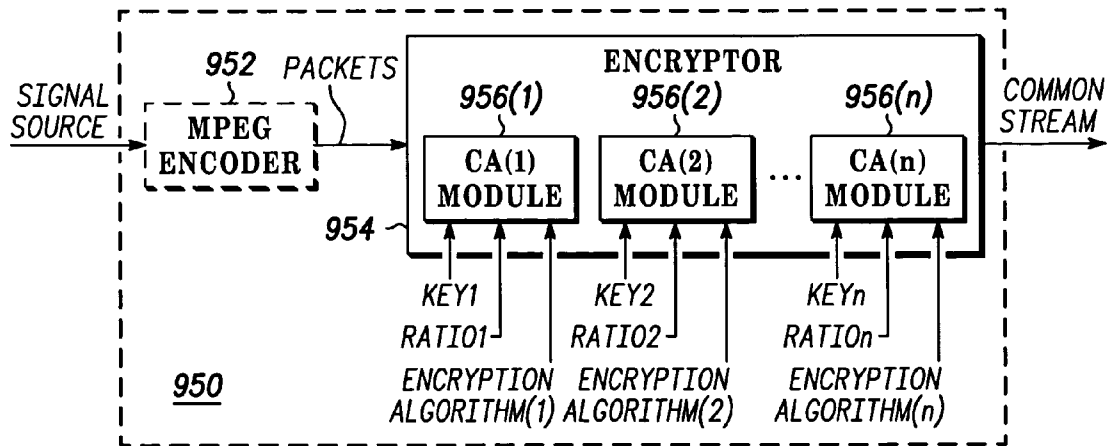 SIGNAL
SOURCE
952
MPEG
ENCODER
PACKETS
ENCRYPTOR
956(1)
CA(1)
MODULE
956(2)
CA(2)
MODULE
...
956(n)
CA(n)
MODULE
COMMON
STREAM
954
KEY1
RATIO1
ENCRYPTION
ALGORITHM(1)
KEY2
RATIO2
ENCRYPTION
ALGORITHM(2)
KEYn
RATIOn
ENCRYPTION
ALGORITHM(n)
950